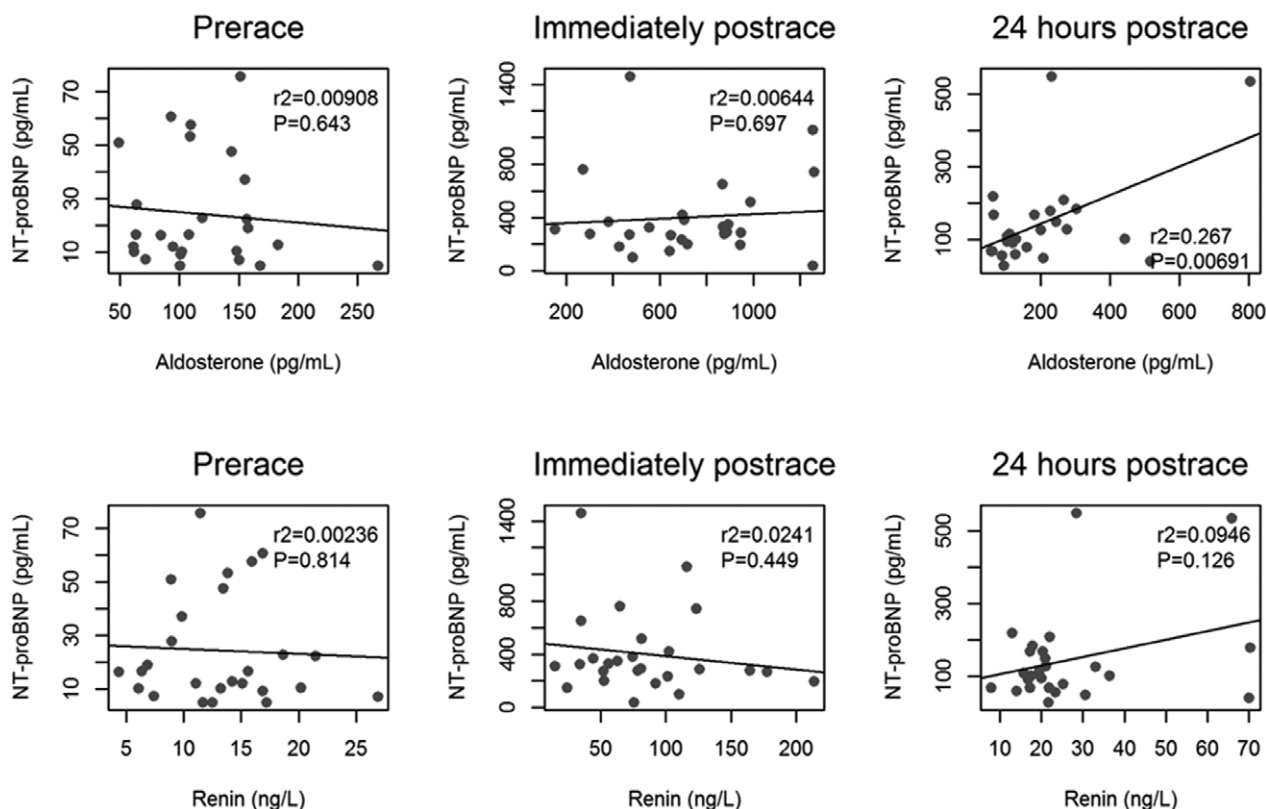 Prerace
Immediately postrace
24 hours postrace
NT-proBNP (pg/mL)
70
50
30
10
r2=0.00908
P=0.643
50 100 150 200 250
Aldosterone (pg/mL)
NT-proBNP (pg/mL)
1400
800
400
0
r2=0.00644
P=0.697
200 600 1000
Aldosterone (pg/mL)
NT-proBNP (pg/mL)
500
300
100
r2=0.267
P=0.00691
0 200 400 600 800
Aldosterone (pg/mL)
Prerace
Immediately postrace
24 hours postrace
NT-proBNP (pg/mL)
70
50
30
10
r2=0.00236
P=0.814
5 10 15 20 25
Renin (ng/L)
NT-proBNP (pg/mL)
1400
800
400
0
r2=0.0241
P=0.449
50 100 150 200
Renin (ng/L)
NT-proBNP (pg/mL)
500
300
100
r2=0.0946
P=0.126
10 20 30 40 50 60 70
Renin (ng/L)